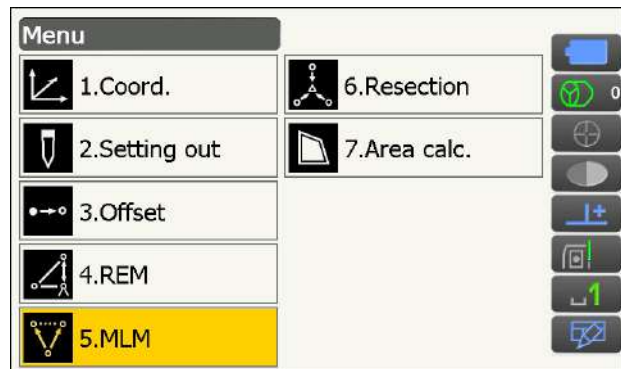 Menu
1.Coord.
2.Setting out
3.Offset
4.REM
5.MLM
6.Resection
7.Area calc.
0
1